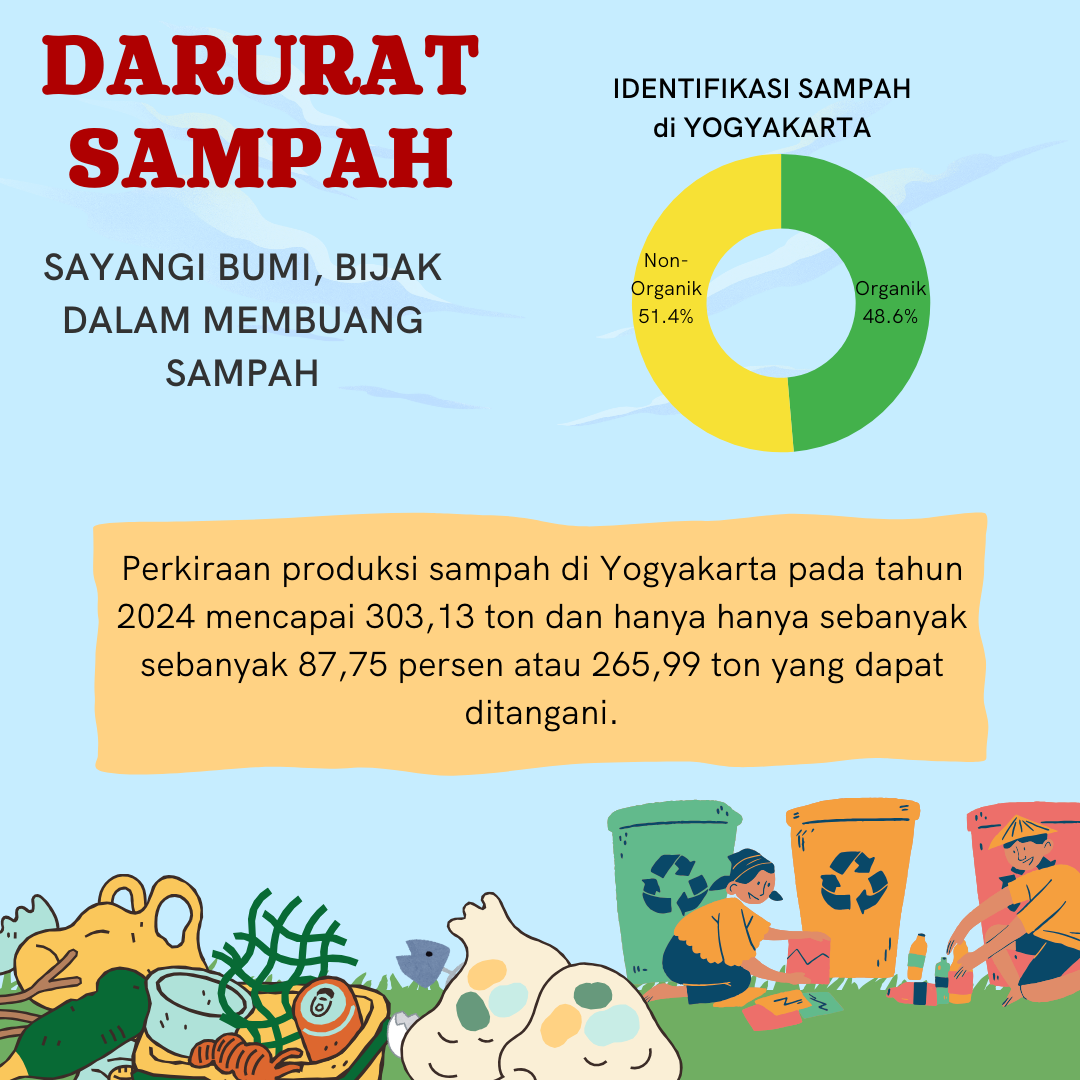 DARURAT
SAMPAH
SAYANGI BUMI, BIJAK
DALAM MEMBUANG
SAMPAH
IDENTIFIKASI SAMPAH
di YOGYAKARTA
Non-
Organik
51.4%
Organik
48.6%
Perkiraan produksi sampah di Yogyakarta pada tahun
2024 mencapai 303,13 ton dan hanya hanya sebanyak
sebanyak 87,75 persen atau 265,99 ton yang dapat
ditangani.